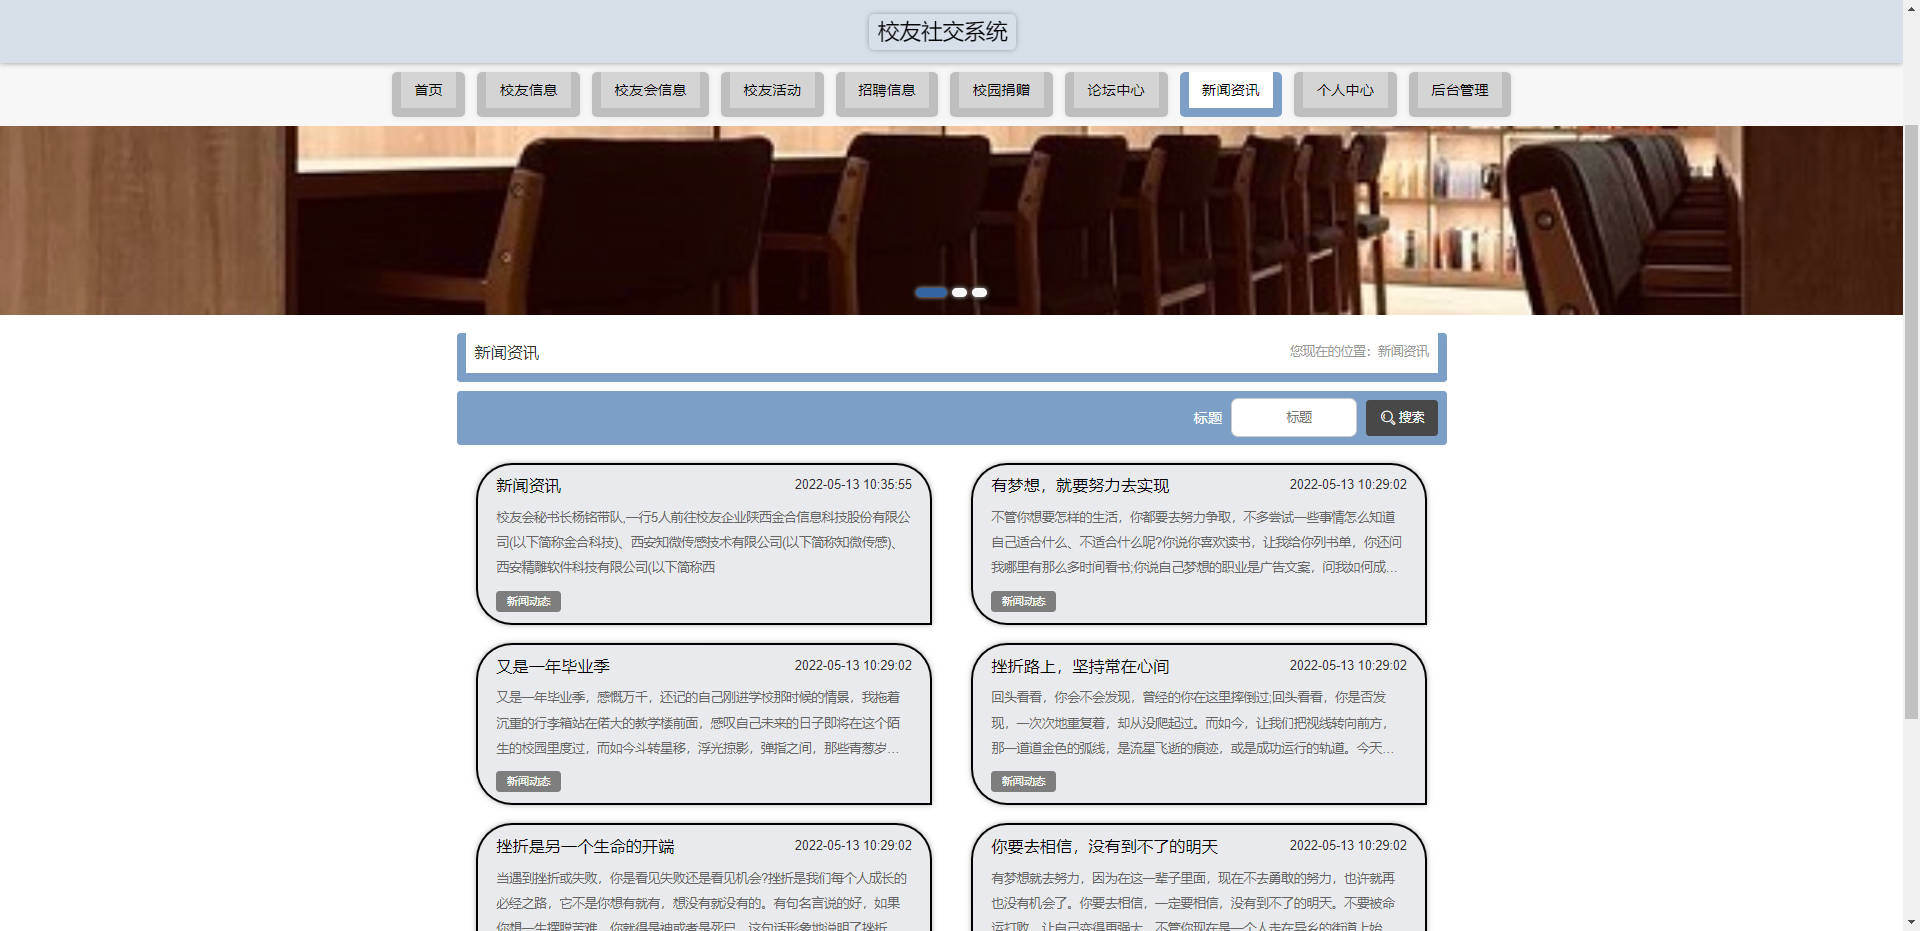 校友社交系统
首页 校友信息 校友会信息 校友活动 招聘信息 校园捐赠 论坛中心 新闻资讯 个人中心 后台管理
新闻资讯 您现在的位置：新闻资讯
标题 标题 搜索
新闻资讯 2022-05-13 10:35:55
校友会秘书长杨铭带队,一行5人前往校友企业陕西金合信息科技股份有限公
司(以下简称金合科技)、西安知微传感技术有限公司(以下简称知微传感)、
西安精雕软件科技有限公司(以下简称西
新闻动态
有梦想，就要努力去实现 2022-05-13 10:29:02
不管你想要怎样的生活，你都要去努力争取，不多尝试一些事情怎么知道
自己适合什么、不适合什么呢?你说你喜欢读书，让我给你列书单，你还问
我哪里有那么多时间看书;你说自己梦想的职业是广告文案，问我如何成...
新闻动态
又是一年毕业季 2022-05-13 10:29:02
又是一年毕业季，感慨万千，还记的自己刚进学校那时候的情景，我拖着
沉重的行李箱站在偌大的教学楼前面，感叹自己未来的日子即将在这个陌
生的校园里度过，而如今斗转星移，浮光掠影，弹指之间，那些青葱岁...
新闻动态
挫折路上，坚持常在心间 2022-05-13 10:29:02
回头看看，你会不会发现，曾经的你在这里摔倒过;回头看看，你是否发
现，一次次地重复着，却从没爬起过。而如今，让我们把视线转向前方，
那一道道金色的弧线，是流星飞逝的痕迹，或是成功运行的轨道。今天...
新闻动态
挫折是另一个生命的开端 2022-05-13 10:29:02
当遇到挫折或失败，你是看见失败还是看见机会?挫折是我们每个人成长的
必经之路，它不是你想有就有，想没有就没有的。有句名言说的好，如果
你想一生摆脱苦难，你就得是神或者是死尸。这句话形象地说明了挫折
你要去相信，没有到不了的明天 2022-05-13 10:29:02
有梦想就去努力，因为在这一辈子里面，现在不去勇敢的努力，也许就再
也没有机会了。你要去相信，一定要相信，没有到不了的明天。不要被命
运打败，让自己变得更强大。不管你现在是一个人走在异乡的街道上始